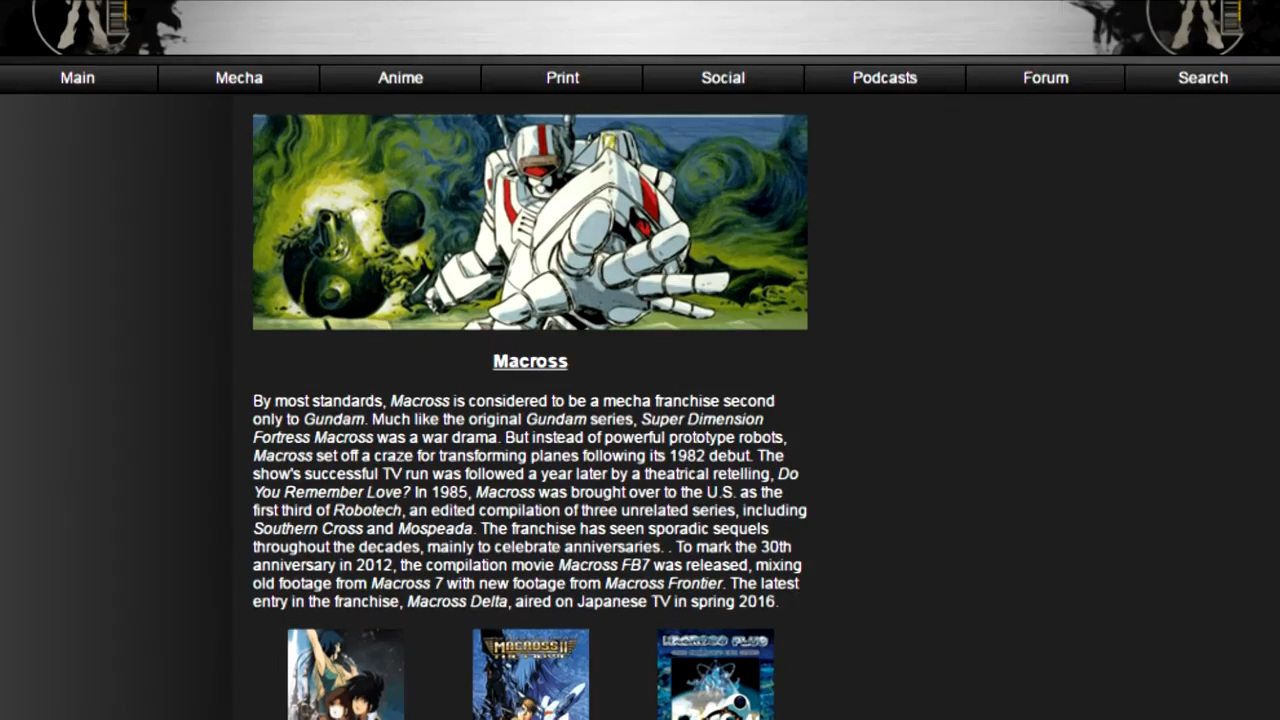 Main
Mecha
Anime
Print
Social
Podcasts
Forum
Search
Macross
By most standards, Macross is considered to be a mecha franchise second
only to Gundam. Much like the original Gundam series, Super Dimension
Fortress Macross was a war drama. But instead of powerful prototype robots,
Macross set off a craze for transforming planes following its 1982 debut. The
show's successful TV run was followed a year later by a theatrical retelling, Do
You Remember Love? In 1985, Macross was brought over to the U.S. as the
first third of Robotech, an edited compilation of three unrelated series, including
Southern Cross and Mospeada. The franchise has seen sporadic sequels
throughout the decades, mainly to celebrate anniversaries. . To mark the 30th
anniversary in 2012, the compilation movie Macross FB7 was released, mixing
old footage from Macross 7 with new footage from Macross Frontier. The latest
entry in the franchise, Macross Delta, aired on Japanese TV in spring 2016.
MACROSS II
MACROSS PLUS